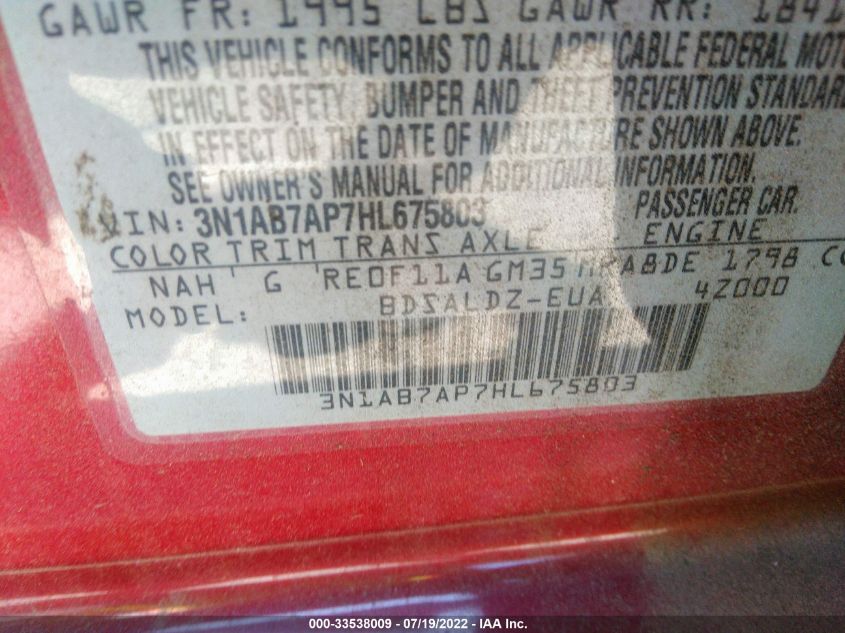 GAWR FR: 1995 LBS GAWR RR: 1841
THIS VEHICLE CONFORMS TO ALL APPLICABLE FEDERAL MOTO
VEHICLE SAFETY, BUMPER AND THEFT PREVENTION STANDARD
IN EFFECT ON THE DATE OF MANUFACTURE SHOWN ABOVE.
SEE OWNER'S MANUAL FOR ADDITIONAL INFORMATION.
VIN: 3N1AB7AP7HL675803 PASSENGER CAR.
COLOR TRIM TRANS AXLE ENGINE
NAH G RE0F11A GM35 MRA8DE 1798 CC
MODEL: BDSALDZ-EUA 42000
3N1AB7AP7HL675803
000-33538009 - 07/19/2022 - IAA Inc.